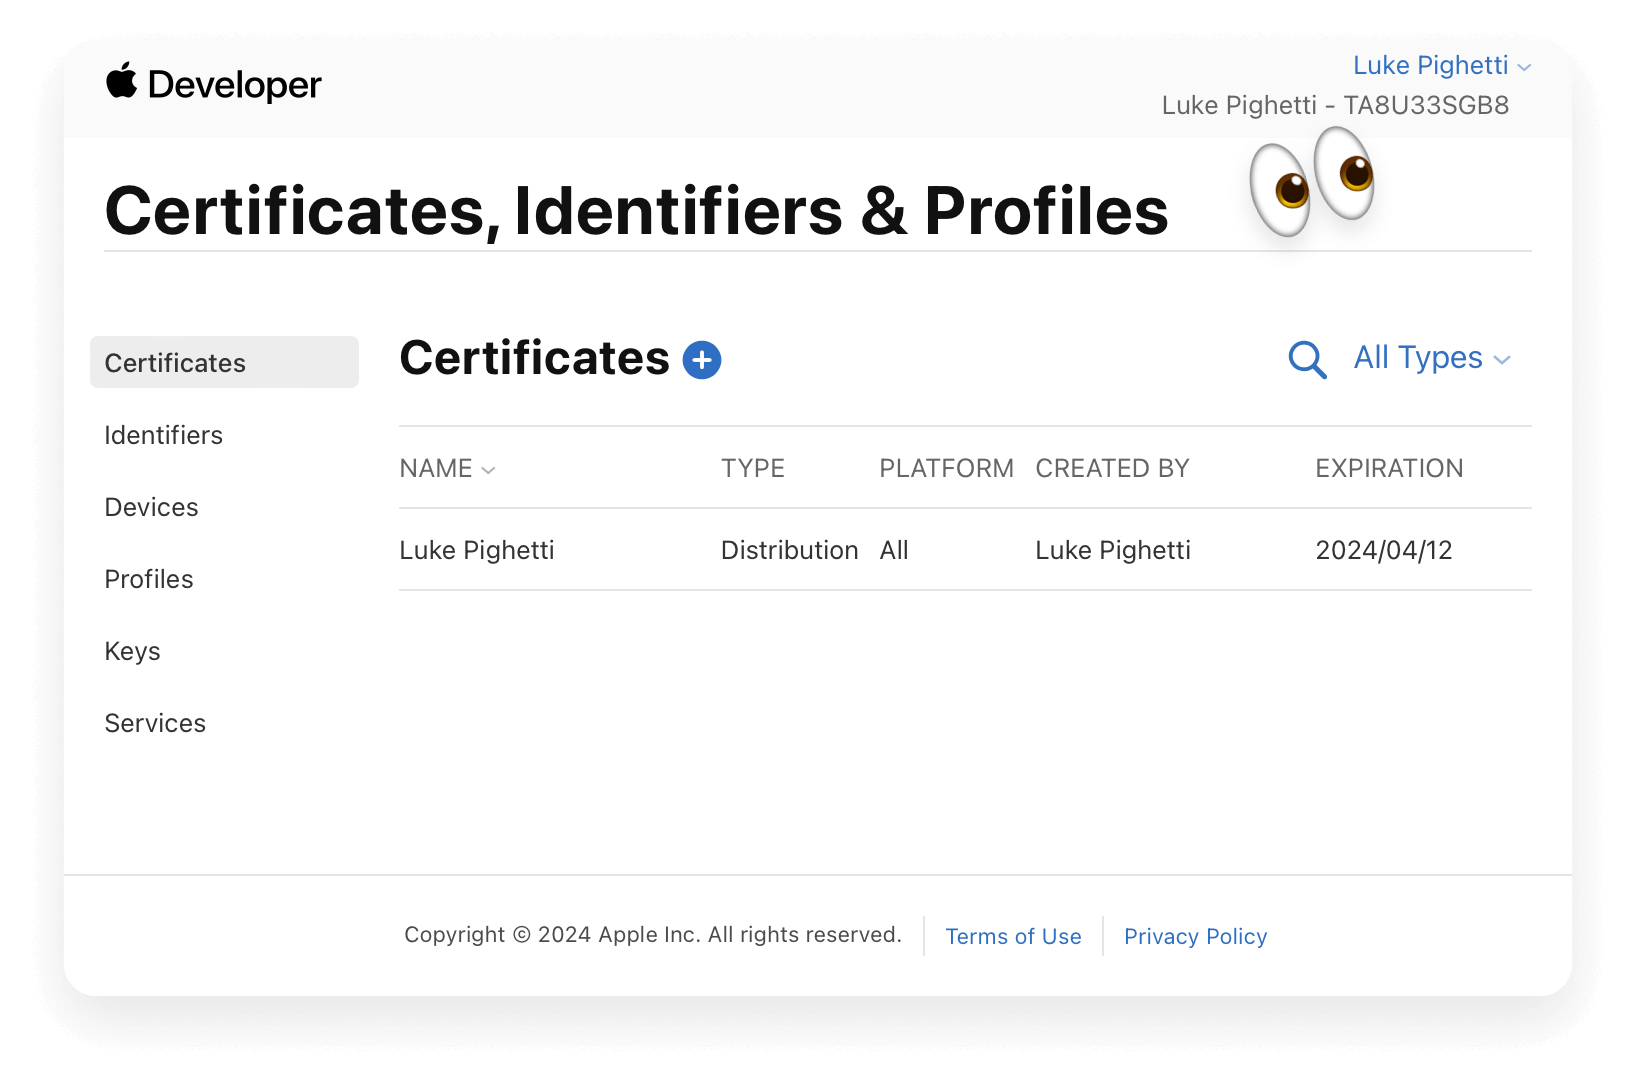 Developer
Luke Pighetti
Luke Pighetti - TA8U33SGB8
Certificates, Identifiers & Profiles
Certificates
Identifiers
Devices
Profiles
Keys
Services
Certificates
All Types
NAME TYPE PLATFORM CREATED BY EXPIRATION
Luke Pighetti Distribution All Luke Pighetti 2024/04/12
Copyright © 2024 Apple Inc. All rights reserved. Terms of Use Privacy Policy